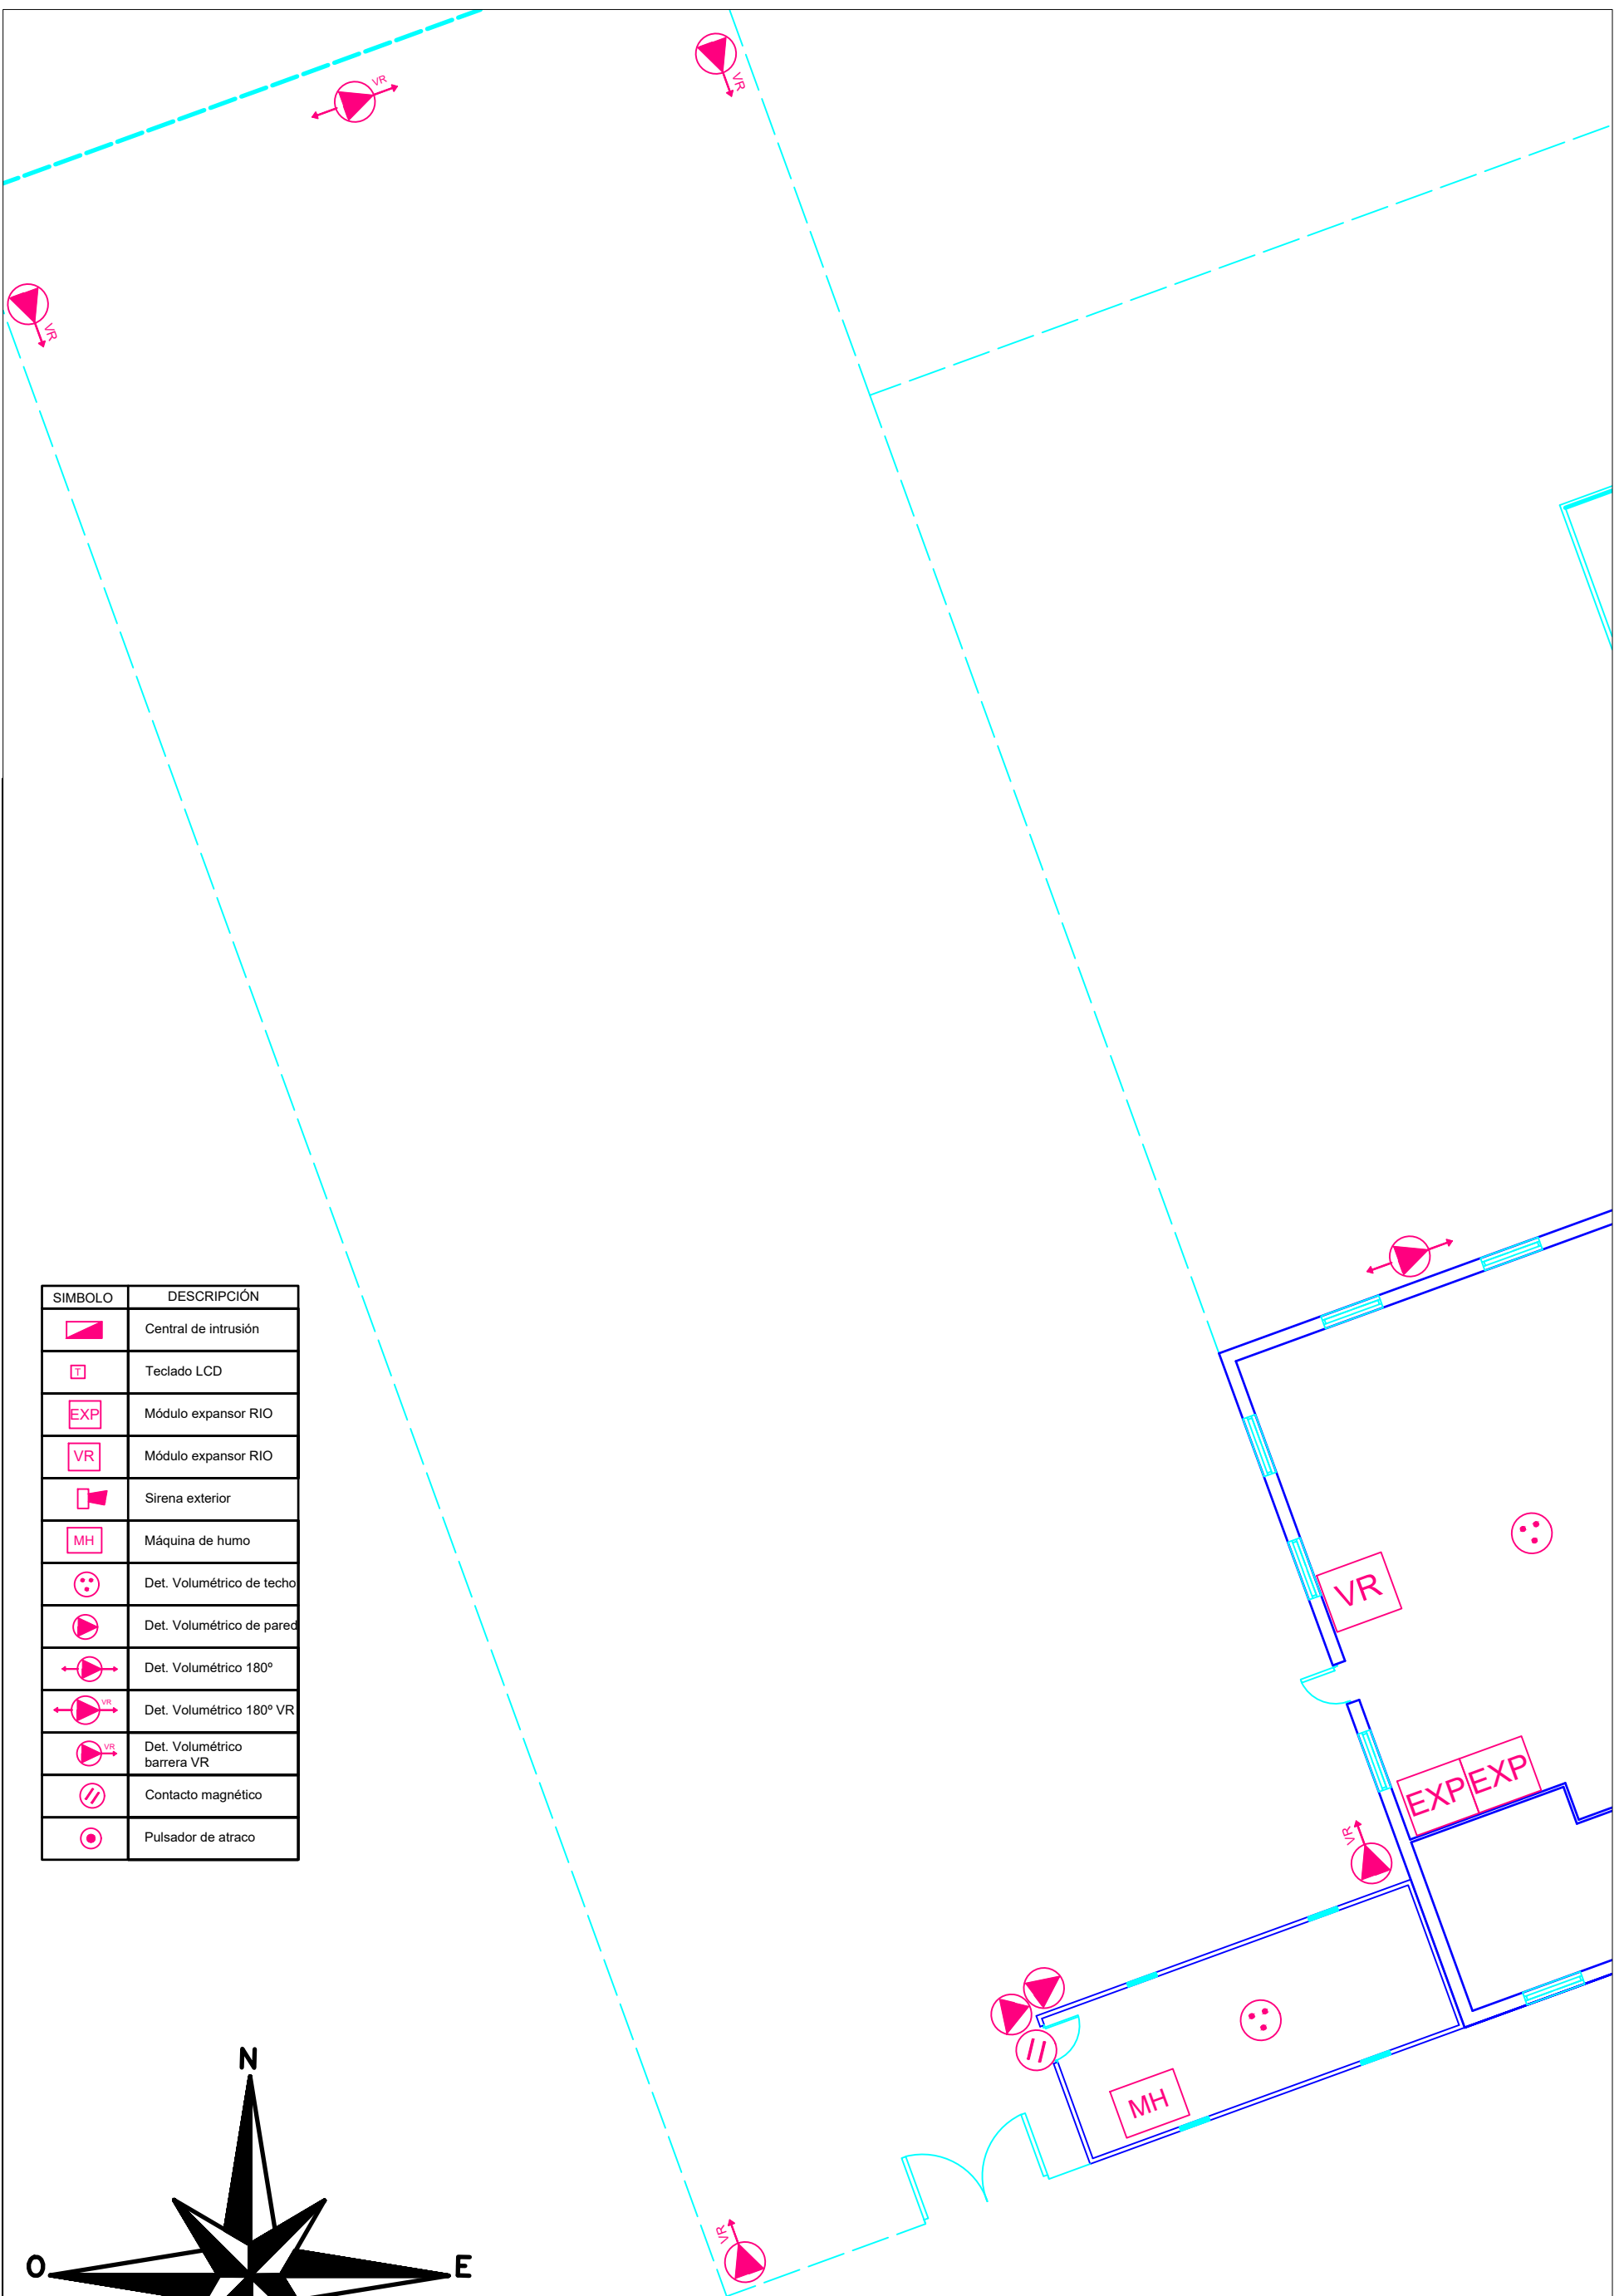 VR
VR
VR
SIMBOLO DESCRIPCIÓN
Central de intrusión
T Teclado LCD
EXP Módulo expansor RIO
VR Módulo expansor RIO
Sirena exterior
MH Máquina de humo
Det. Volumétrico de techo
Det. Volumétrico de pared
Det. Volumétrico 180º
VR Det. Volumétrico 180º VR
VR Det. Volumétrico
barrera VR
Contacto magnético
Pulsador de atraco
VR
EXP EXP
VR
MH
VR
N
O E